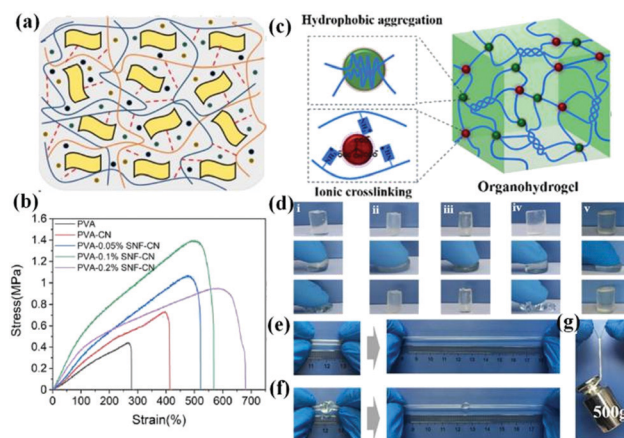 (a)
(b)
1.6
1.4
1.2
1.0
0.8
0.6
0.4
0.2
0.0
Stress(MPa)
PVA
PVA-CN
PVA-0.05% SNF-CN
PVA-0.1% SNF-CN
PVA-0.2% SNF-CN
0 100 200 300 400 500 600 700
Strain(%)
(c)
Hydrophobic aggregation
Ionic crosslinking
Organohydrogel
(d)
i ii iii iv v
(e)
(f)
(g)
500g